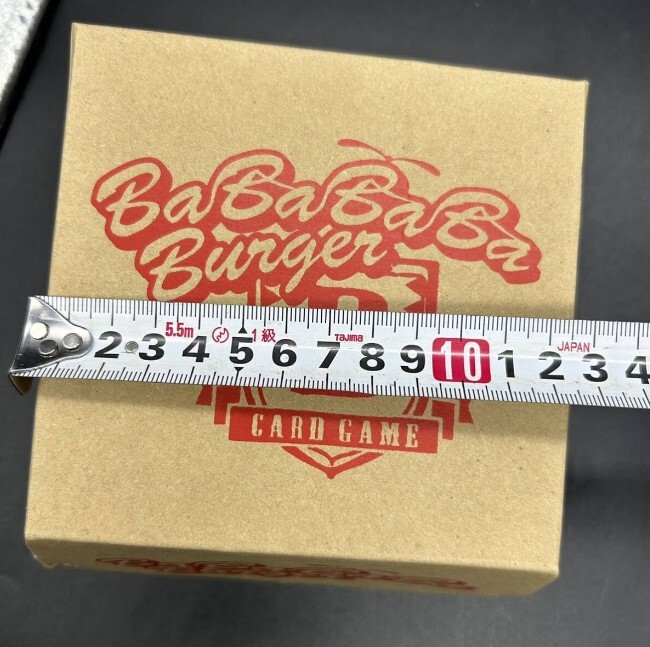 BaBaBaBa
Burger
5.5m 1級 Tajima JAPAN
2 3 4 5 6 7 8 9 10 1 2 3 4
CARD GAME